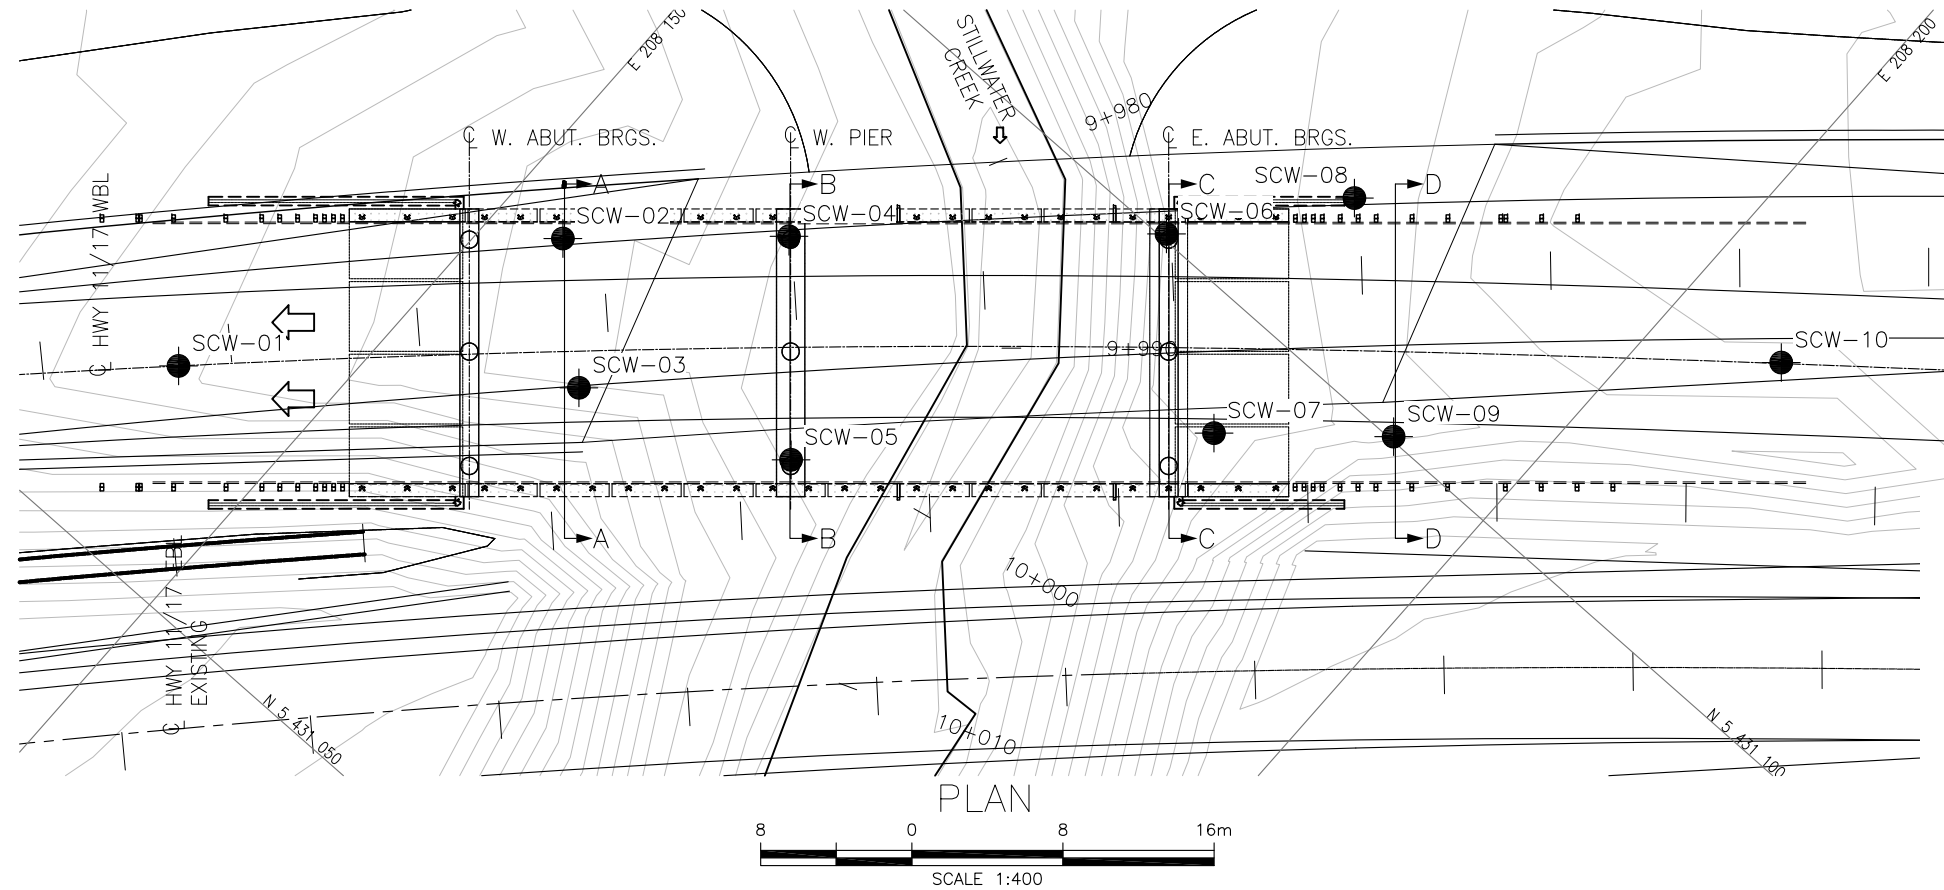 E 208 150
STILLWATER
CREEK
9+980
E 208 200
℄ W. ABUT. BRGS.
℄ W. PIER
℄ E. ABUT. BRGS.
A
B
C
D
SCW-08
SCW-02
SCW-04
SCW-06
℄ HWY 11/17 WBL
SCW-01
SCW-03
9+990
SCW-10
SCW-07
SCW-09
SCW-05
A
B
C
D
℄ HWY 11/17 EBL
EXISTING
10+000
N 5 431 050
10+010
N 5 431 100
PLAN
8 0 8 16m
SCALE 1:400